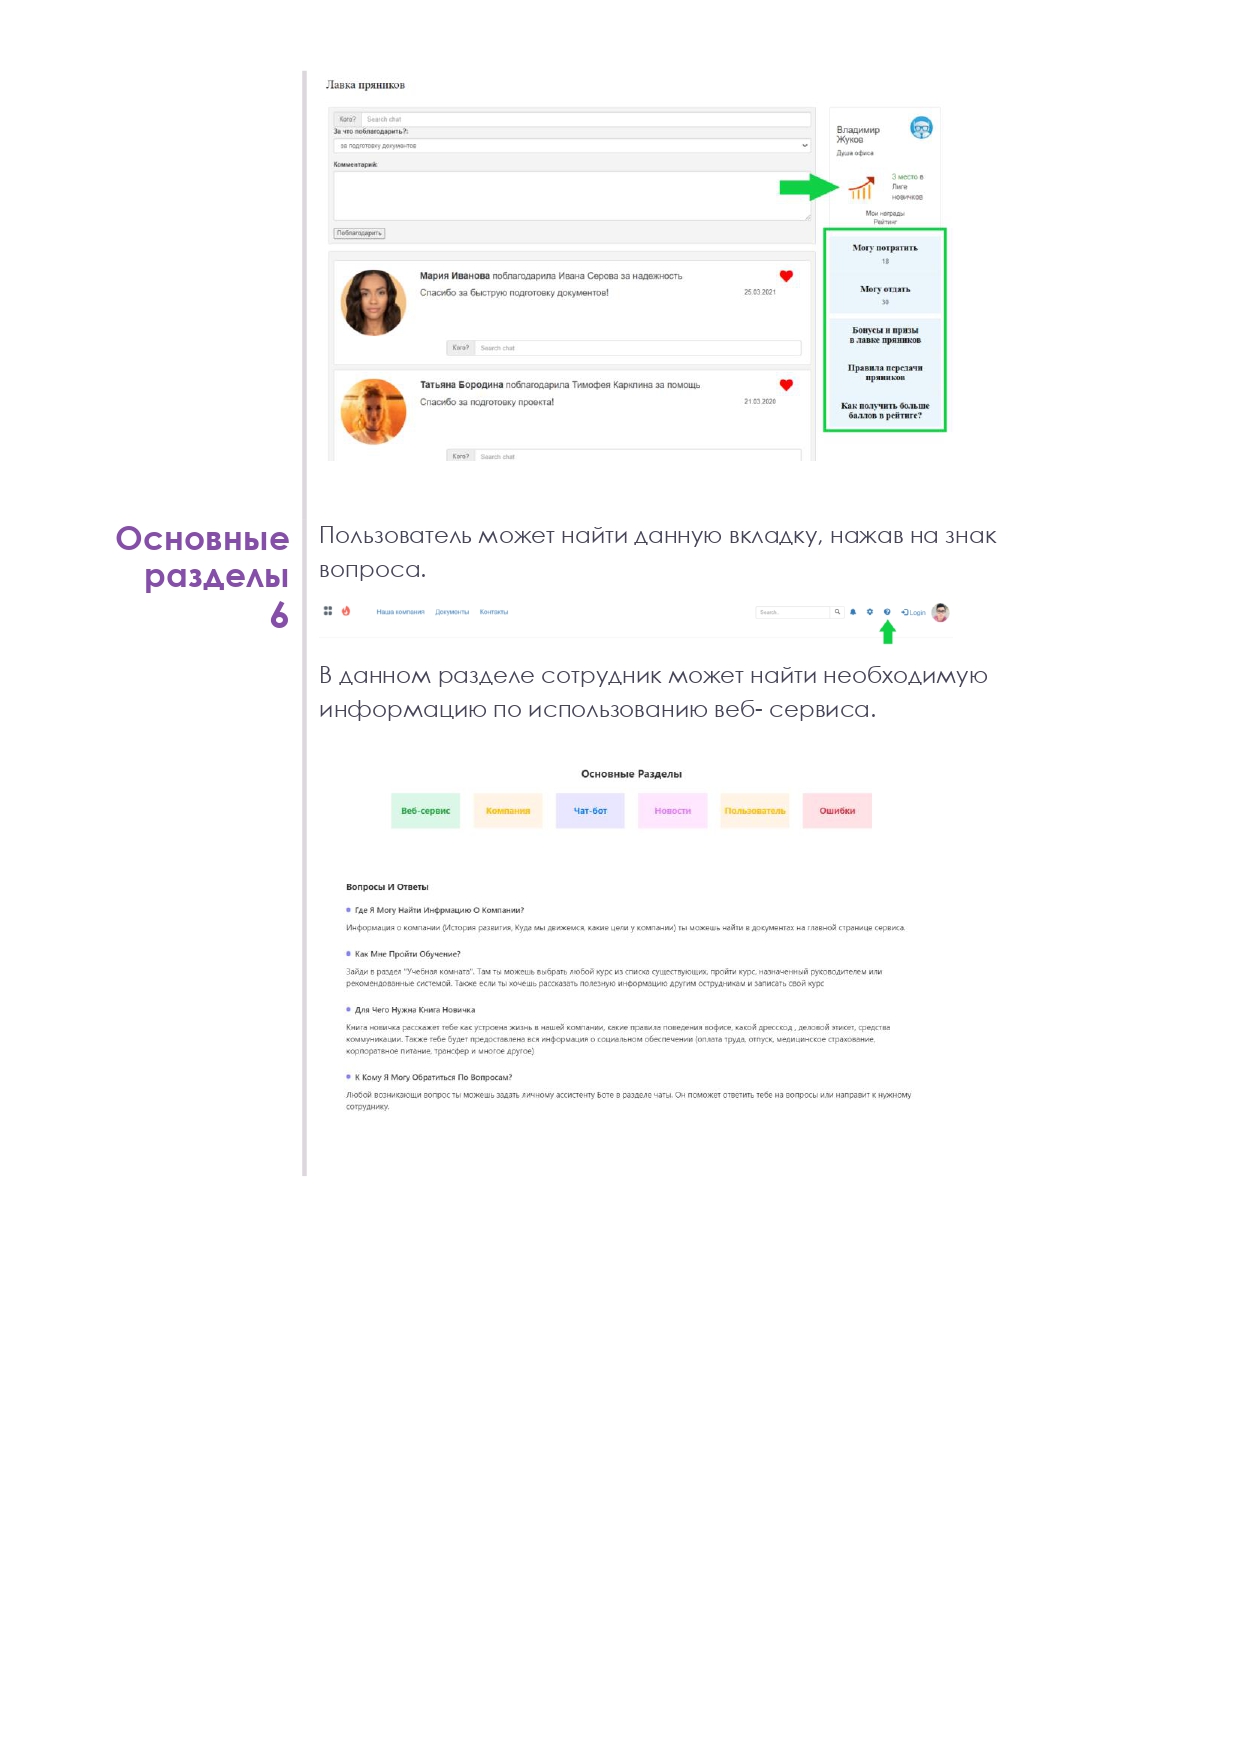 Лавка пряников
Кого? Search chat
За что поблагодарить?:
за подготовку документов
Комментарий:
Поблагодарить
Владимир
Жуков
Душа офиса
3 место в
Лиге
новичков
Мои награды
Рейтинг
Могу потратить
18
Могу отдать
30
Бонусы и призы
в лавке пряников
Правила передачи
пряников
Как получить больше
баллов в рейтиге?
Мария Иванова поблагодарила Ивана Серова за надежность
Спасибо за быструю подготовку документов!
25.03.2021
Кого? Search chat
Татьяна Бородина поблагодарила Тимофея Карклина за помощь
Спасибо за подготовку проекта!
21.03.2020
Кого? Search chat
Основные
разделы
6
Пользователь может найти данную вкладку, нажав на знак
вопроса.
Наша компания Документы Контакты Search.. Login
В данном разделе сотрудник может найти необходимую
информацию по использованию веб- сервиса.
Основные Разделы
Веб-сервис Компания Чат-бот Новости Пользователь Ошибки
Вопросы И Ответы
Где Я Могу Найти Инфрмацию О Компании?
Информация о компании (История развития, Куда мы движемся, какие цели у компании) ты можешь найти в документах на главной странице сервиса.
Как Мне Пройти Обучение?
Зайди в раздел "Учебная комната". Там ты можешь выбрать любой курс из списка существующих, пройти курс, назначенный руководителем или
рекомендованные системой. Также если ты хочешь рассказать полезную информацию другим остудникам и записать свой курс
Для Чего Нужна Книга Новичка
Книга новичка расскажет тебе как устроена жизнь в нашей компании, какие правила поведения вофисе, какой дресскод , деловой этисет, средства
коммуникации. Также тебе будет предоставлена вся информация о социальном обеспечении (оплата труда, отпуск, медицинское страхование,
корпоратвное питание, трансфер и многое другое)
К Кому Я Могу Обратиться По Вопросам?
Любой возникающи вопрос ты можешь задать личному ассистенту Боте в разделе чаты. Он поможет ответить тебе на вопросы или направит к нужному
сотруднику.